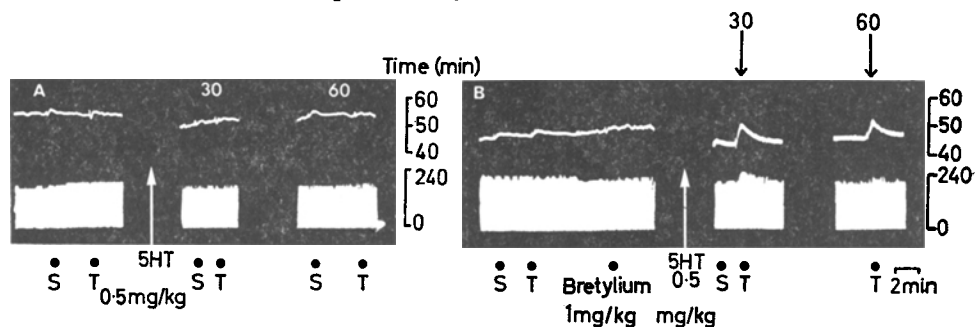 30 60
Time (min)
A 30 60 B
60 60
50 50
40 40
240 240
0 0
S T 5HT S T S T S T Bretylium 5HT S T T 2min
0·5mg/kg 1mg/kg 0·5 mg/kg